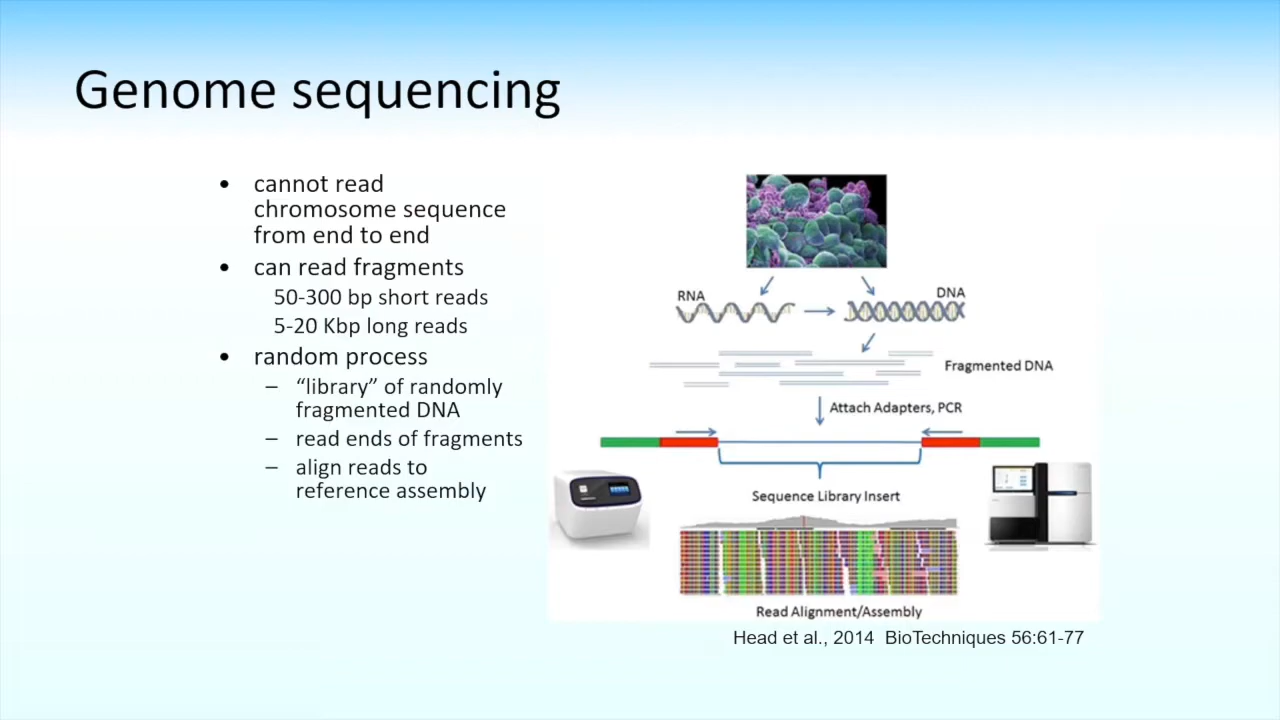 Genome sequencing
• cannot read
chromosome sequence
from end to end
• can read fragments
50-300 bp short reads
5-20 Kbp long reads
• random process
– “library” of randomly
fragmented DNA
– read ends of fragments
– align reads to
reference assembly
RNA
DNA
Fragmented DNA
Attach Adapters, PCR
Sequence Library Insert
Read Alignment/Assembly
Head et al., 2014  BioTechniques 56:61-77